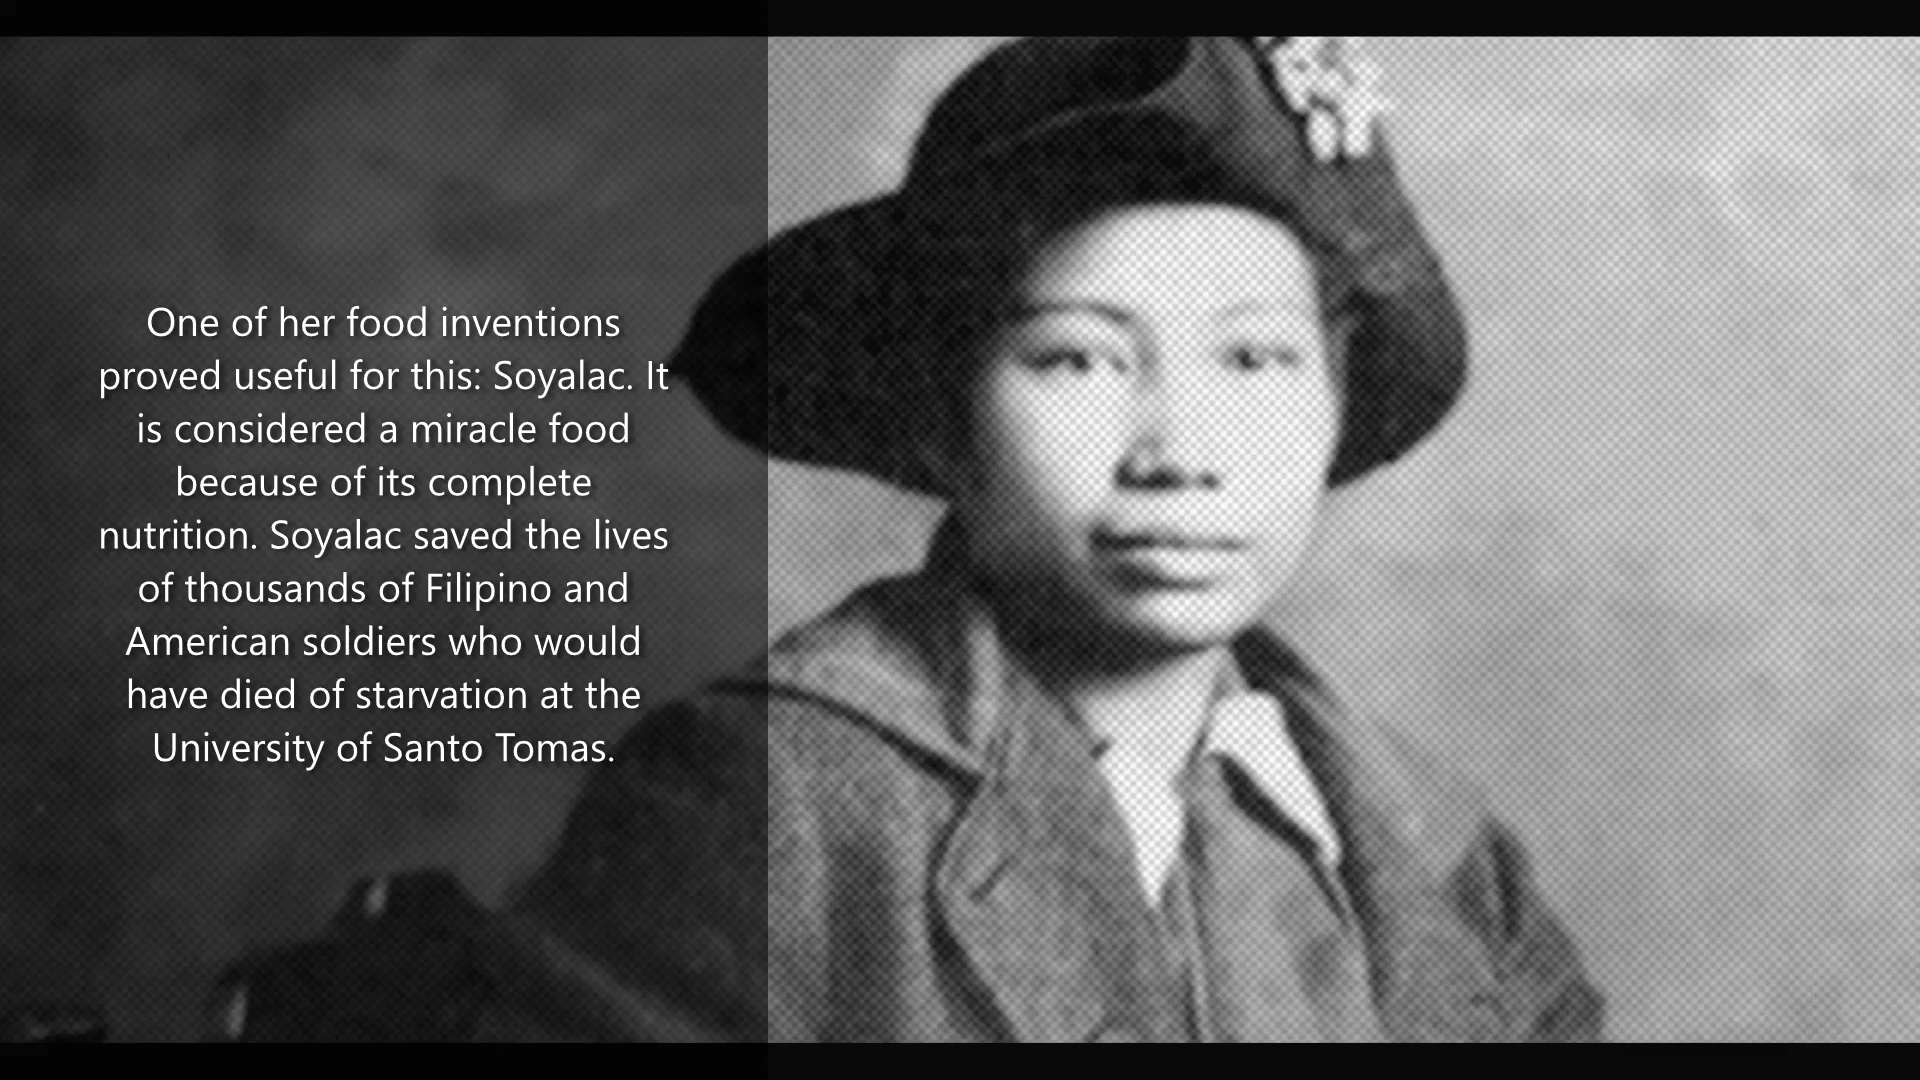 One of her food inventions
proved useful for this: Soyalac. It
is considered a miracle food
because of its complete
nutrition. Soyalac saved the lives
of thousands of Filipino and
American soldiers who would
have died of starvation at the
University of Santo Tomas.